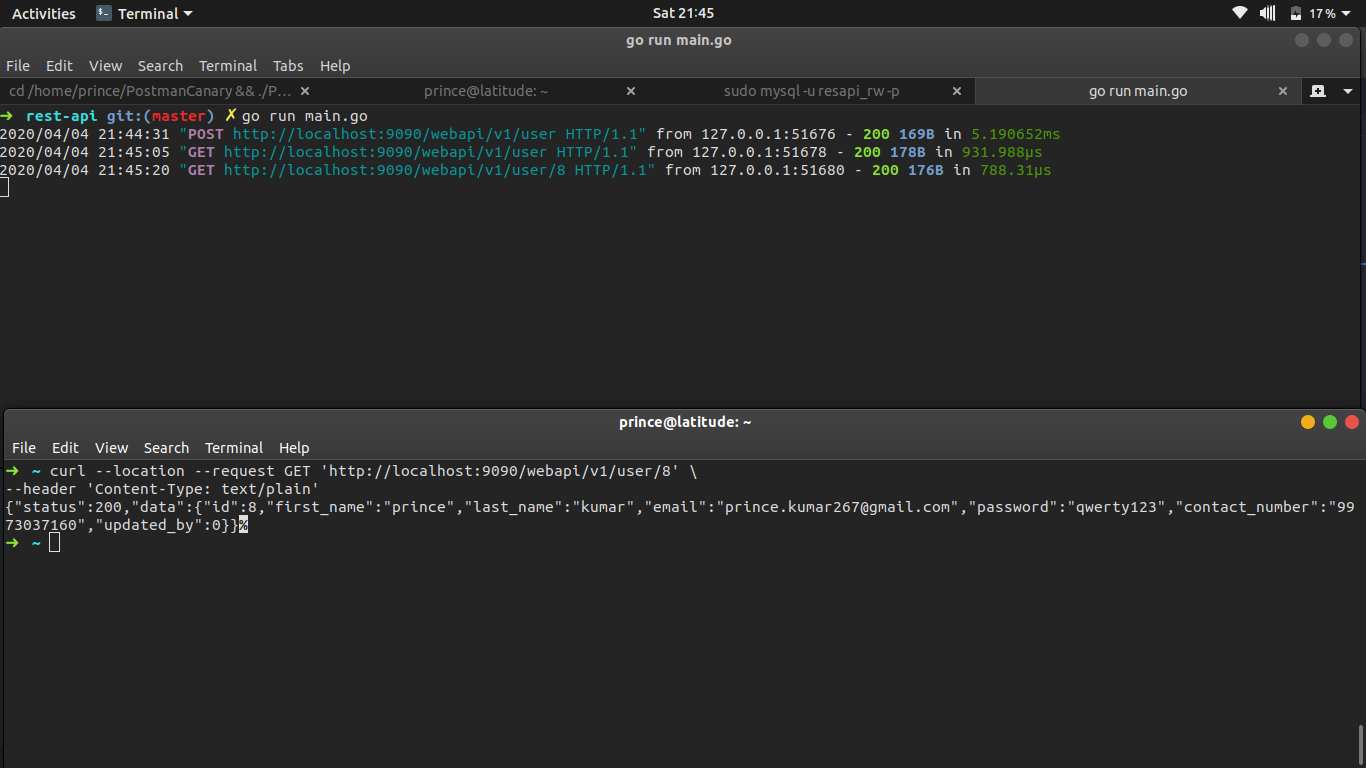 Activities Terminal Sat 21:45 17%
go run main.go
File Edit View Search Terminal Tabs Help
cd /home/prince/PostmanCanary && ./P… × prince@latitude: ~ × sudo mysql -u resapi_rw -p × go run main.go ×
➜ rest-api git:(master) ✗ go run main.go
2020/04/04 21:44:31 "POST http://localhost:9090/webapi/v1/user HTTP/1.1" from 127.0.0.1:51676 - 200 169B in 5.190652ms
2020/04/04 21:45:05 "GET http://localhost:9090/webapi/v1/user HTTP/1.1" from 127.0.0.1:51678 - 200 178B in 931.988µs
2020/04/04 21:45:20 "GET http://localhost:9090/webapi/v1/user/8 HTTP/1.1" from 127.0.0.1:51680 - 200 176B in 788.31µs
prince@latitude: ~
File Edit View Search Terminal Help
➜ ~ curl --location --request GET 'http://localhost:9090/webapi/v1/user/8' \
--header 'Content-Type: text/plain'
{"status":200,"data":{"id":8,"first_name":"prince","last_name":"kumar","email":"prince.kumar267@gmail.com","password":"qwerty123","contact_number":"99
73037160","updated_by":0}}%
➜ ~